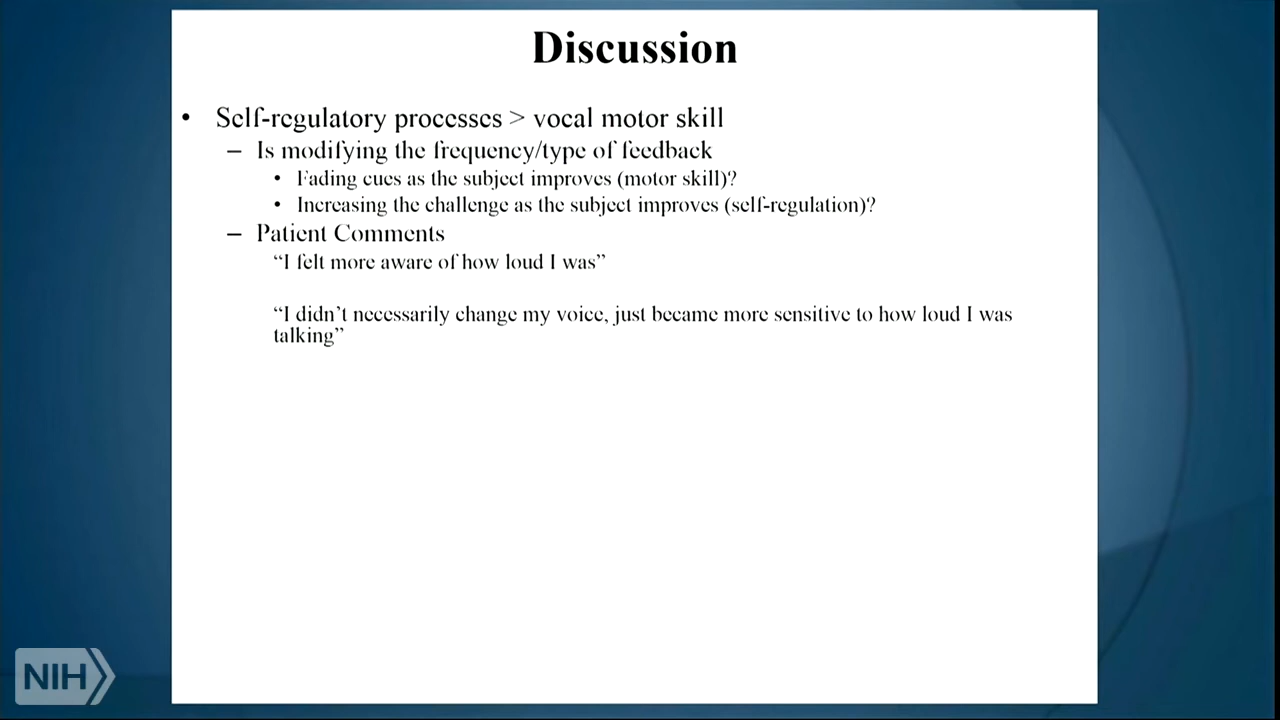 Discussion
• Self-regulatory processes > vocal motor skill
– Is modifying the frequency/type of feedback
• Fading cues as the subject improves (motor skill)?
• Increasing the challenge as the subject improves (self-regulation)?
– Patient Comments
“I felt more aware of how loud I was”
“I didn’t necessarily change my voice, just became more sensitive to how loud I was
talking”
NIH